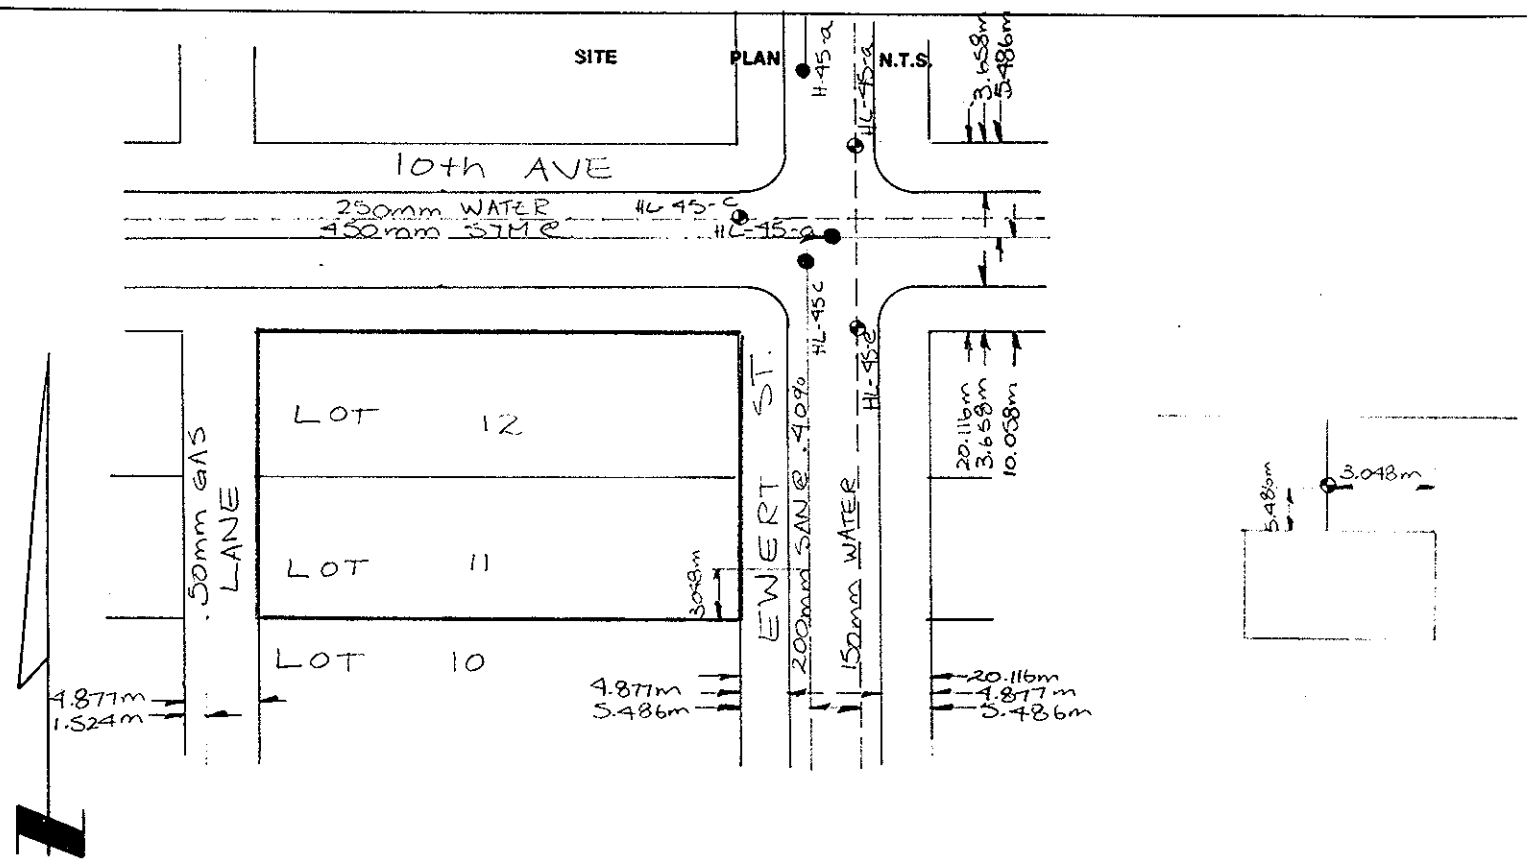 SITE PLAN N.T.S.
H-45-a
HL-45-a
3.658m
5.486m
10th AVE
250mm WATER
450mm STM @
HL-45-c
HL-45-a
HL-45C
HL-45-e
20.116m
3.658m
10.058m
LOT 12
LOT 11
LOT 10
.50mm GAS
LANE
EWERT ST.
200mm SAN @ .40%
150mm WATER
3.048m
4.877m
1.524m
4.877m
5.486m
20.116m
4.877m
5.486m
5.486m
3.048m